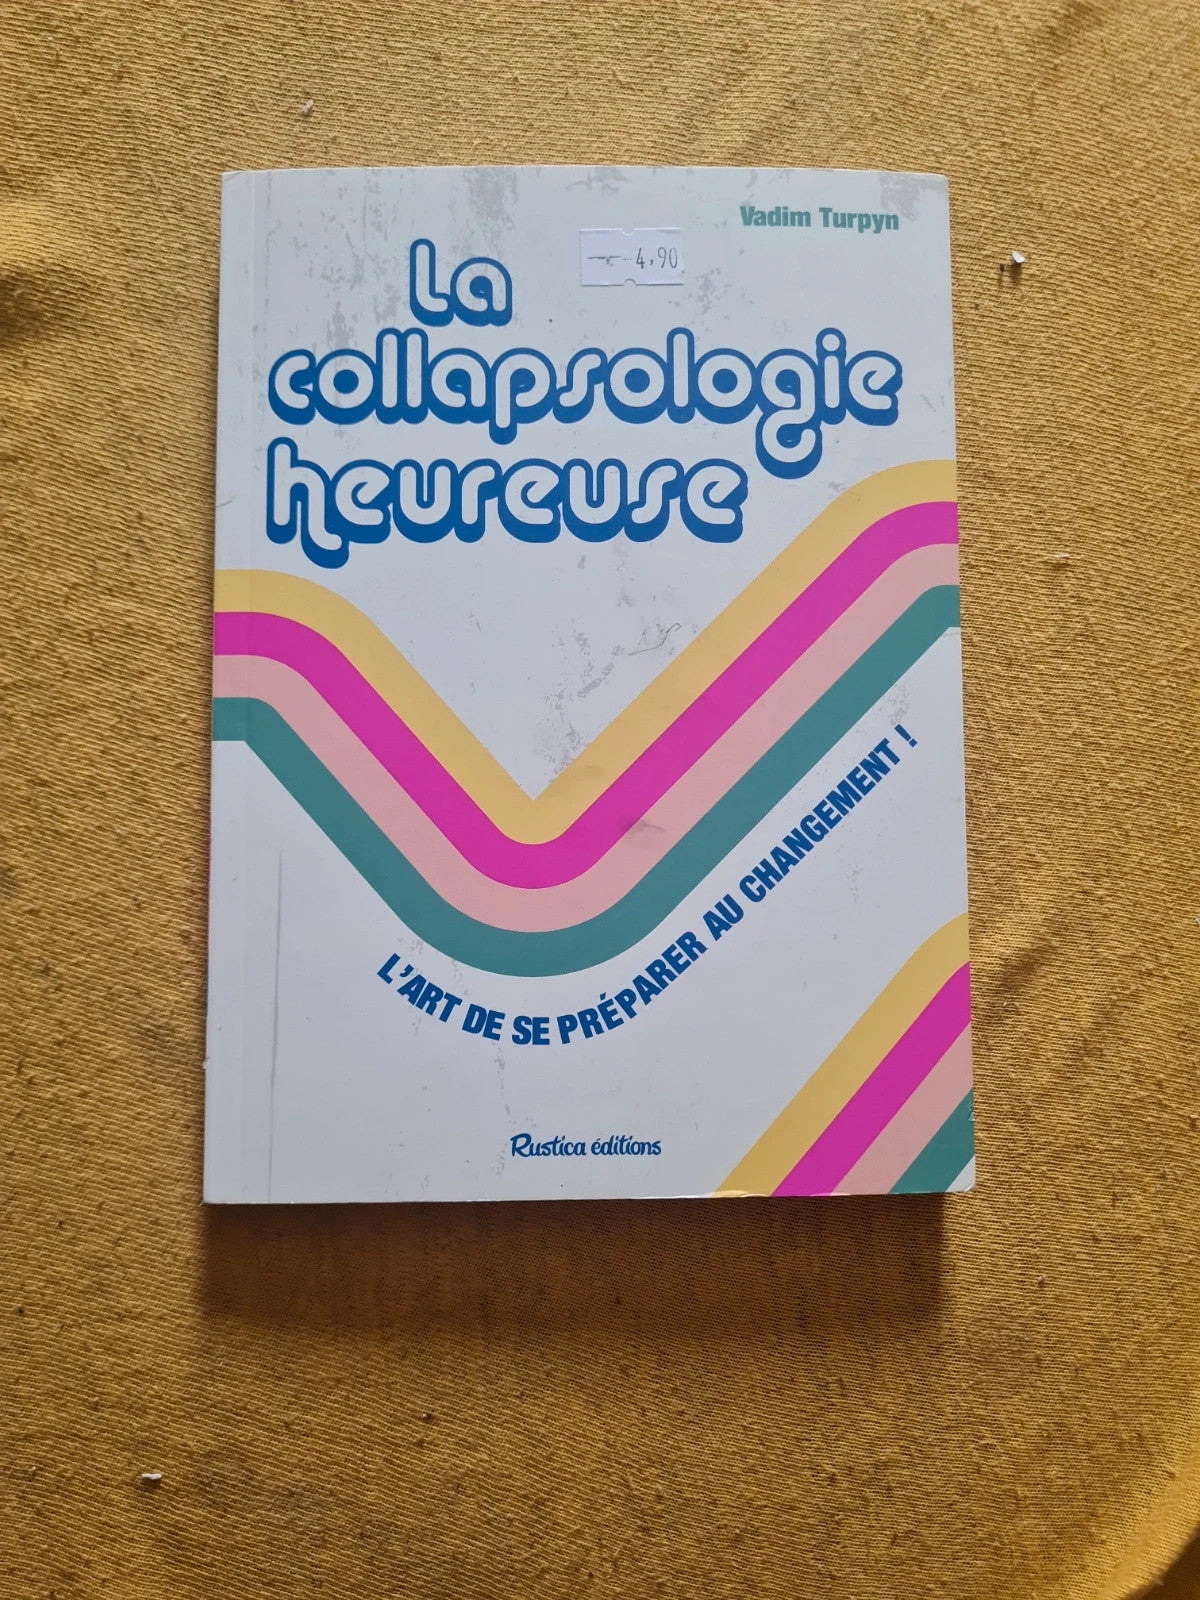 Vadim Turpyn
4,90
La
collapsologie
heureuse
L'ART DE SE PRÉPARER AU CHANGEMENT !
Rustica éditions